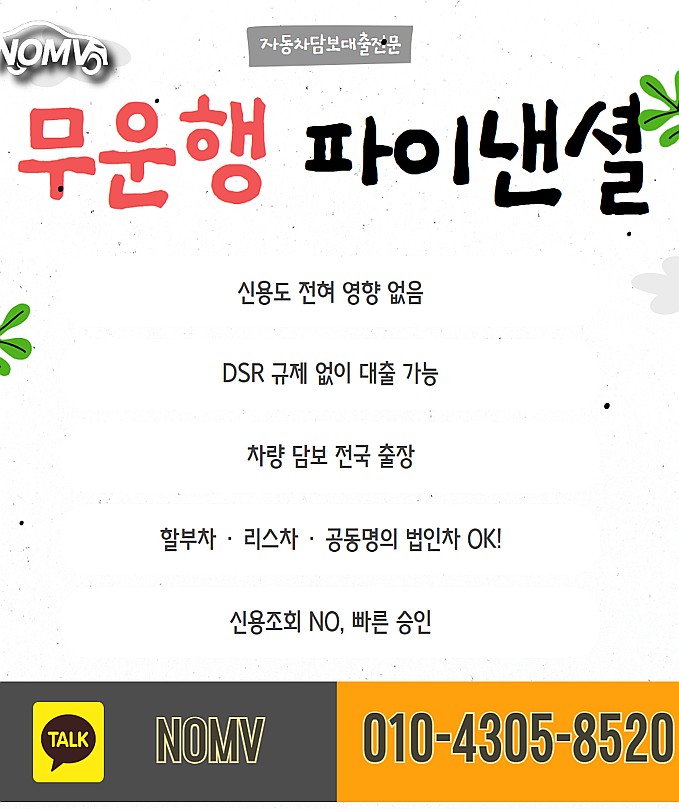 NOMV
자동차담보대출전문
무운행 파이낸셜
신용도 전혀 영향 없음
DSR 규제 없이 대출 가능
차량 담보 전국 출장
할부차 · 리스차 · 공동명의 법인차 OK!
신용조회 NO, 빠른 승인
TALK NOMV 010-4305-8520